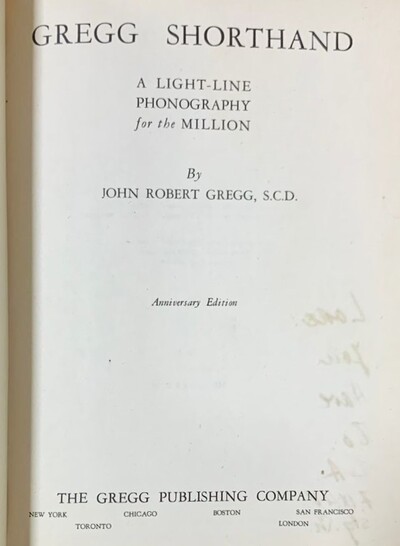 GREGG SHORTHAND
A LIGHT-LINE
PHONOGRAPHY
for the MILLION
By
JOHN ROBERT GREGG, S.C.D.
Anniversary Edition
THE GREGG PUBLISHING COMPANY
NEW YORK CHICAGO BOSTON SAN FRANCISCO
TORONTO LONDON